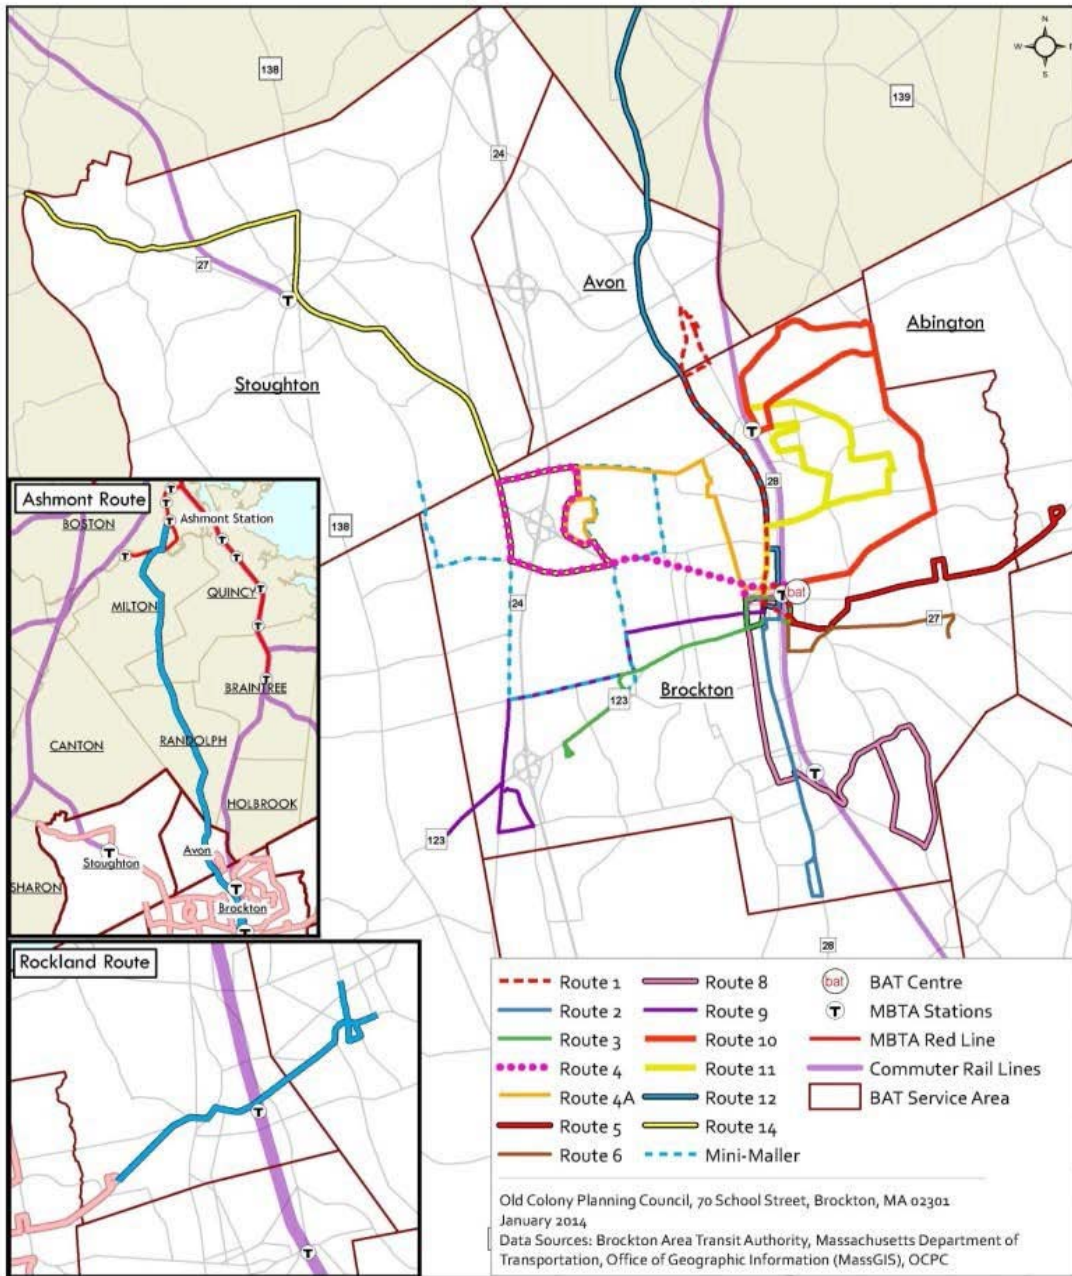 N
W
S
138
139
24
27
Avon
Abington
Stoughton
28
Ashmont Route
BOSTON
Ashmont Station
MILTON
QUINCY
BRAINTREE
CANTON
RANDOLPH
HOLBROOK
Stoughton
Avon
SHARON
Brockton
138
24
bat
27
Brockton
123
123
28
Rockland Route
Route 1
Route 2
Route 3
Route 4
Route 4A
Route 5
Route 6
Route 8
Route 9
Route 10
Route 11
Route 12
Route 14
Mini-Maller
bat BAT Centre
T MBTA Stations
MBTA Red Line
Commuter Rail Lines
BAT Service Area
Old Colony Planning Council, 70 School Street, Brockton, MA 02301
January 2014
Data Sources: Brockton Area Transit Authority, Massachusetts Department of
Transportation, Office of Geographic Information (MassGIS), OCPC